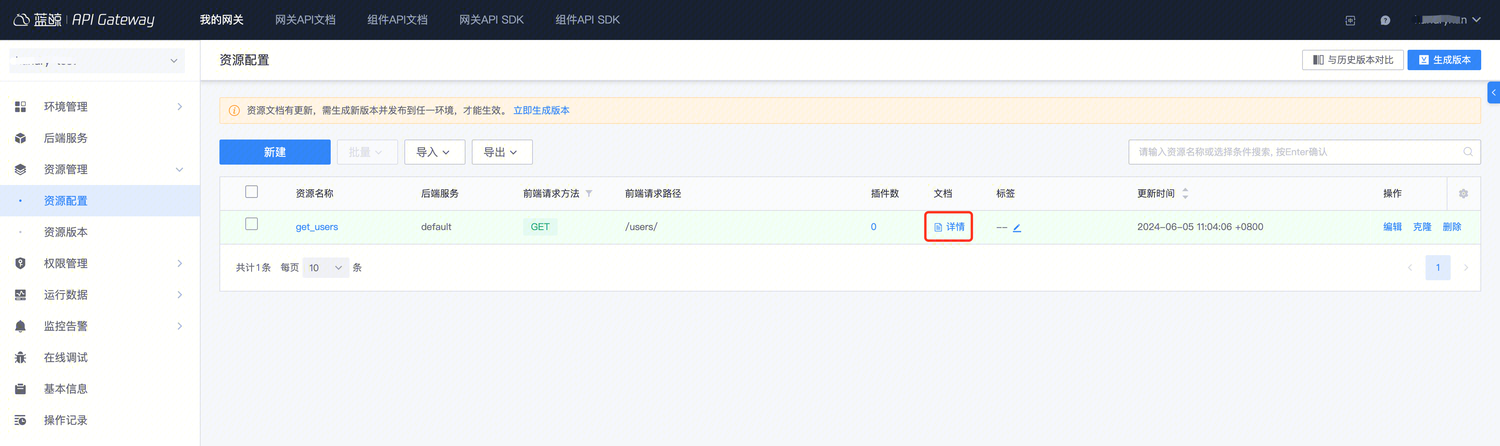 蓝鲸 | API Gateway 我的网关 网关API文档 组件API文档 网关API SDK 组件API SDK
资源配置 与历史版本对比 生成版本
环境管理
后端服务
资源管理
资源配置
资源版本
权限管理
运行数据
监控告警
在线调试
基本信息
操作记录
资源文档有更新，需生成新版本并发布到任一环境，才能生效。 立即生成版本
新建 批量 导入 导出 请输入资源名称或选择条件搜索, 按Enter确认
资源名称 后端服务 前端请求方法 前端请求路径 插件数 文档 标签 更新时间 操作
get_users default GET /users/ 0 详情 -- 2024-06-05 11:04:06 +0800 编辑 克隆 删除
共计1条 每页 10 条 1